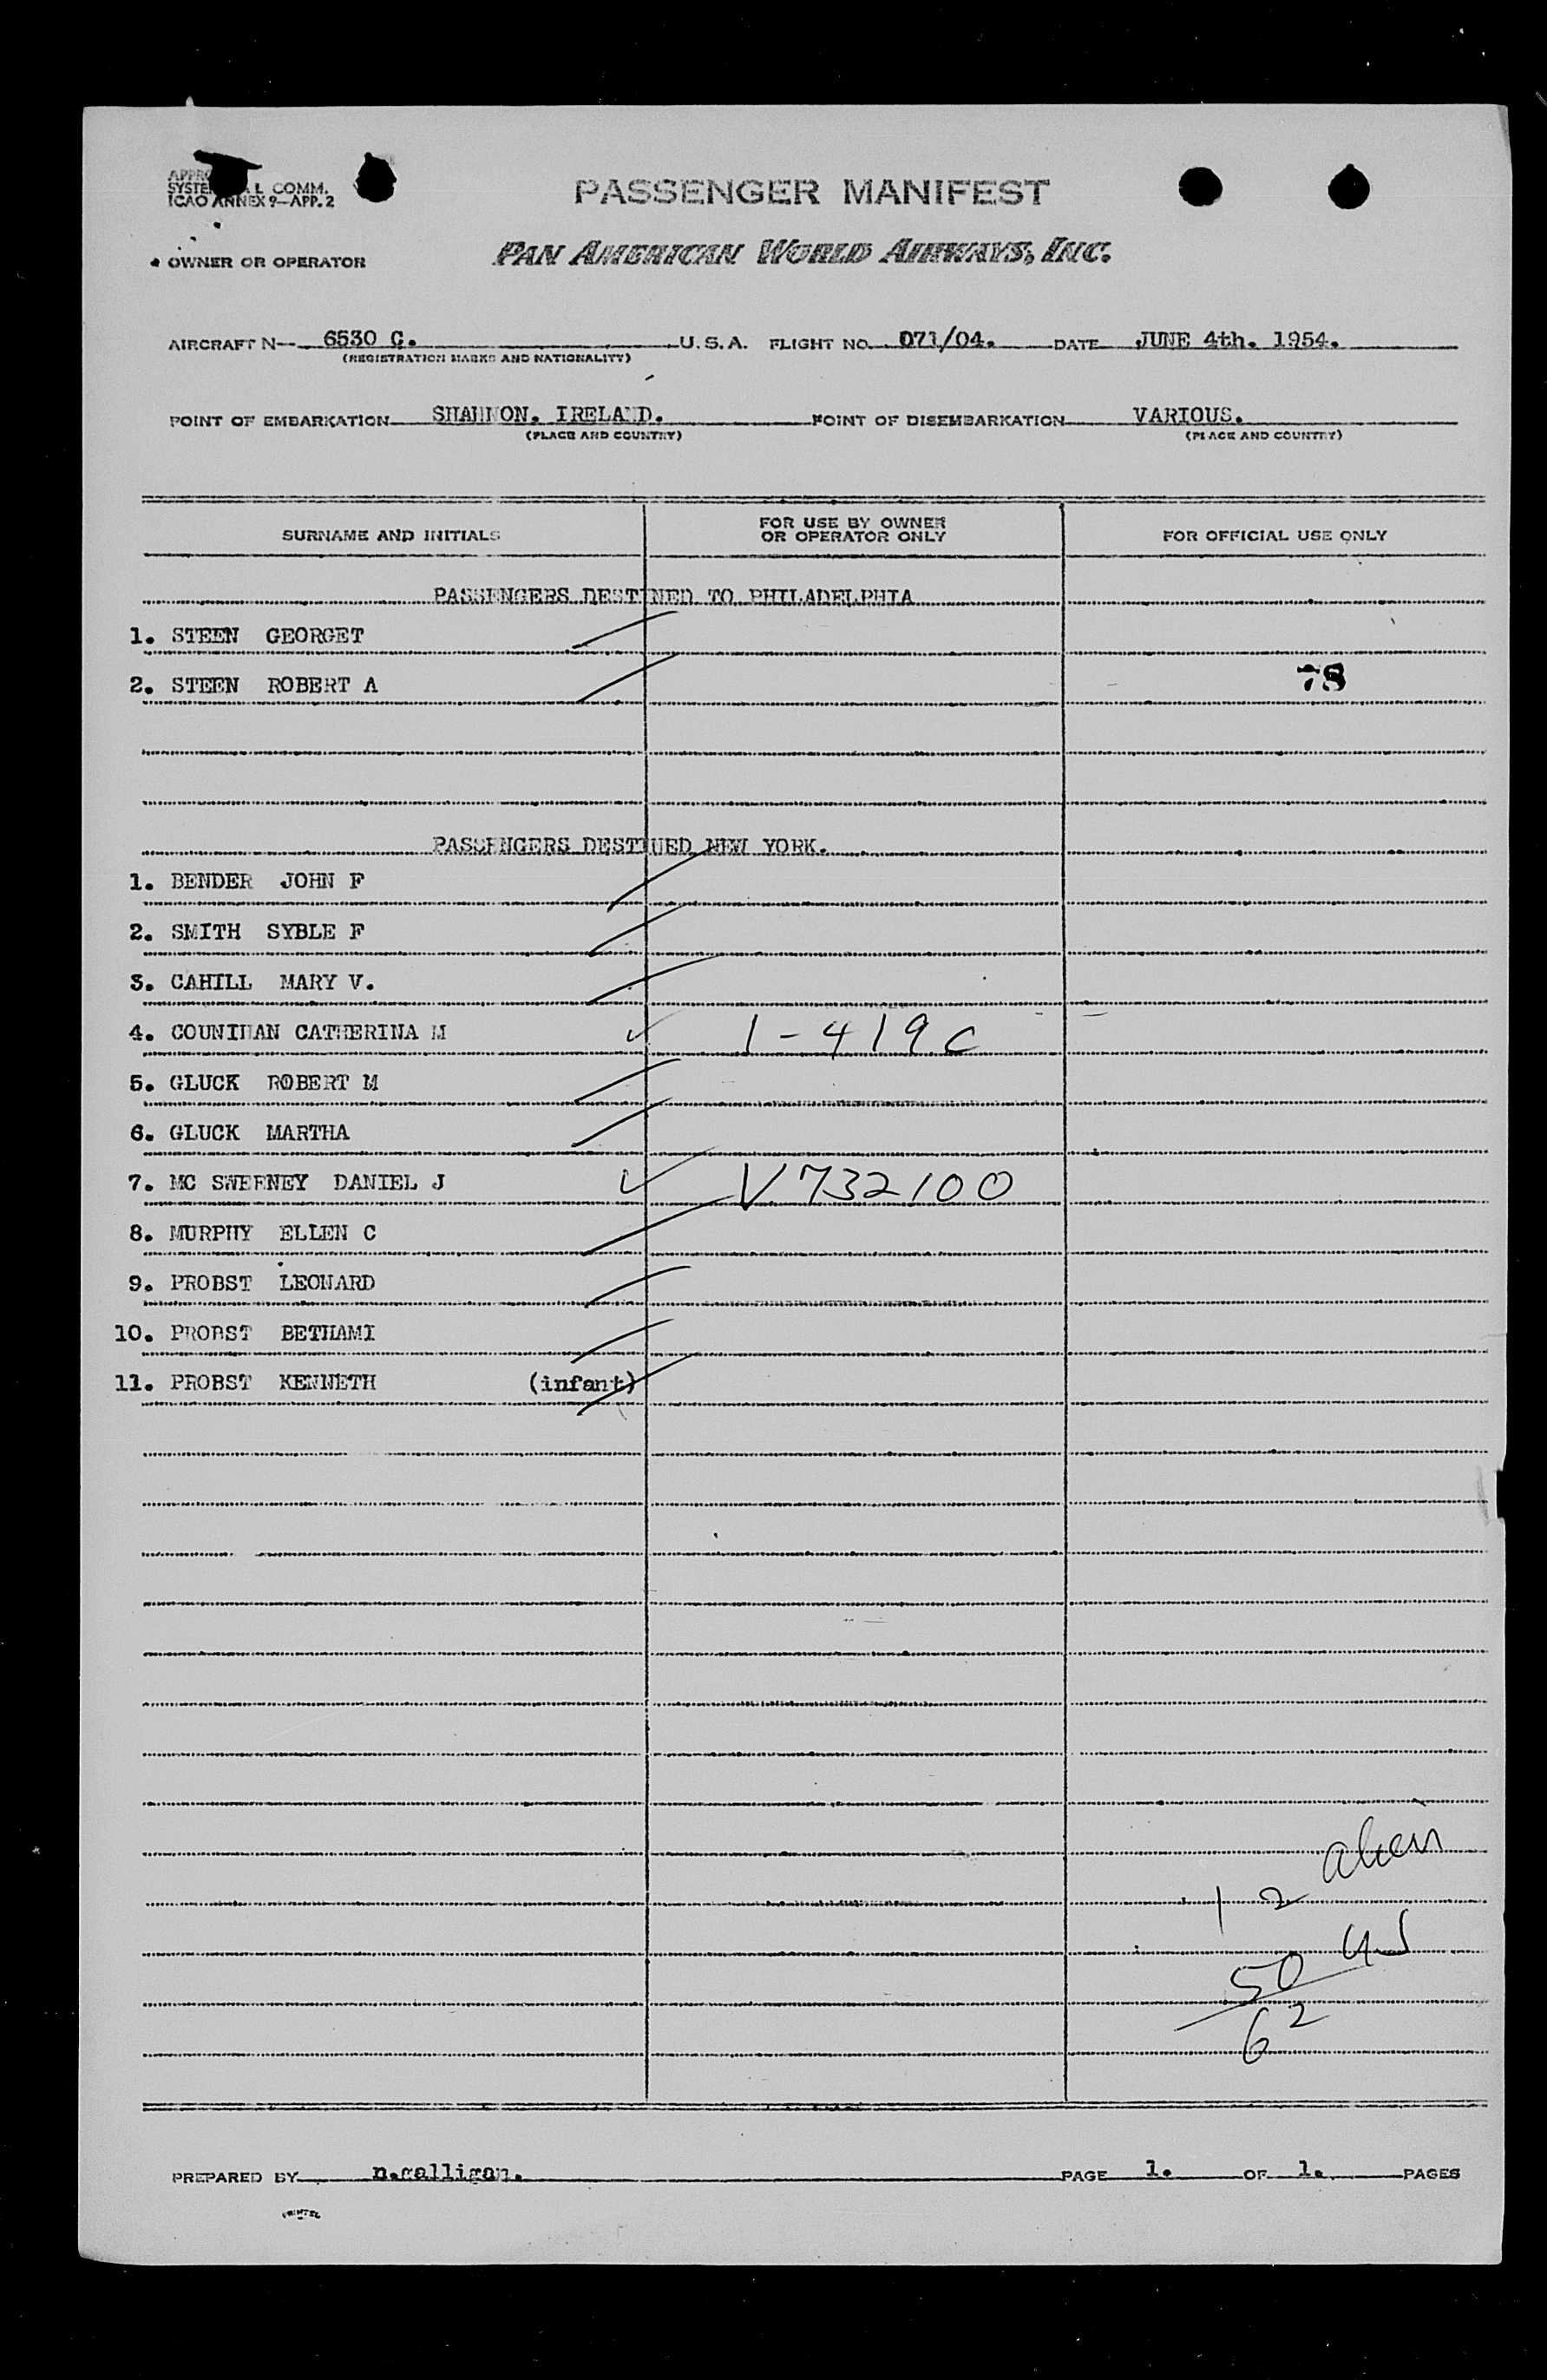 SYSTE L COMM.
ICAO ANNEX 9—APP. 2
PASSENGER MANIFEST
OWNER OR OPERATOR PAN AMERICAN WORLD AIRWAYS, INC.
AIRCRAFT N-- 6530 C. U.S.A. FLIGHT NO. D71/04. DATE JUNE 4th. 1954.
(REGISTRATION MARKS AND NATIONALITY)
POINT OF EMBARKATION SHANNON. IRELAND. POINT OF DISEMBARKATION VARIOUS.
(PLACE AND COUNTRY) (PLACE AND COUNTRY)
SURNAME AND INITIALS FOR USE BY OWNER OR OPERATOR ONLY FOR OFFICIAL USE ONLY
PASSENGERS DESTINED TO PHILADELPHIA
1. STEEN GEORGET
2. STEEN ROBERT A 78
PASSENGERS DESTINED NEW YORK.
1. BENDER JOHN F
2. SMITH SYBLE F
3. CAHILL MARY V.
4. COUNIHAN CATHERINA M ✓ 1-419c
5. GLUCK ROBERT M
6. GLUCK MARTHA
7. MC SWEENEY DANIEL J ✓ V732100
8. MURPHY ELLEN C
9. PROBST LEONARD
10. PROBST BETHAMI
11. PROBST KENNETH (infant)
12 alien
50 US
62
PREPARED BY n.galligan. PAGE 1. OF 1. PAGES